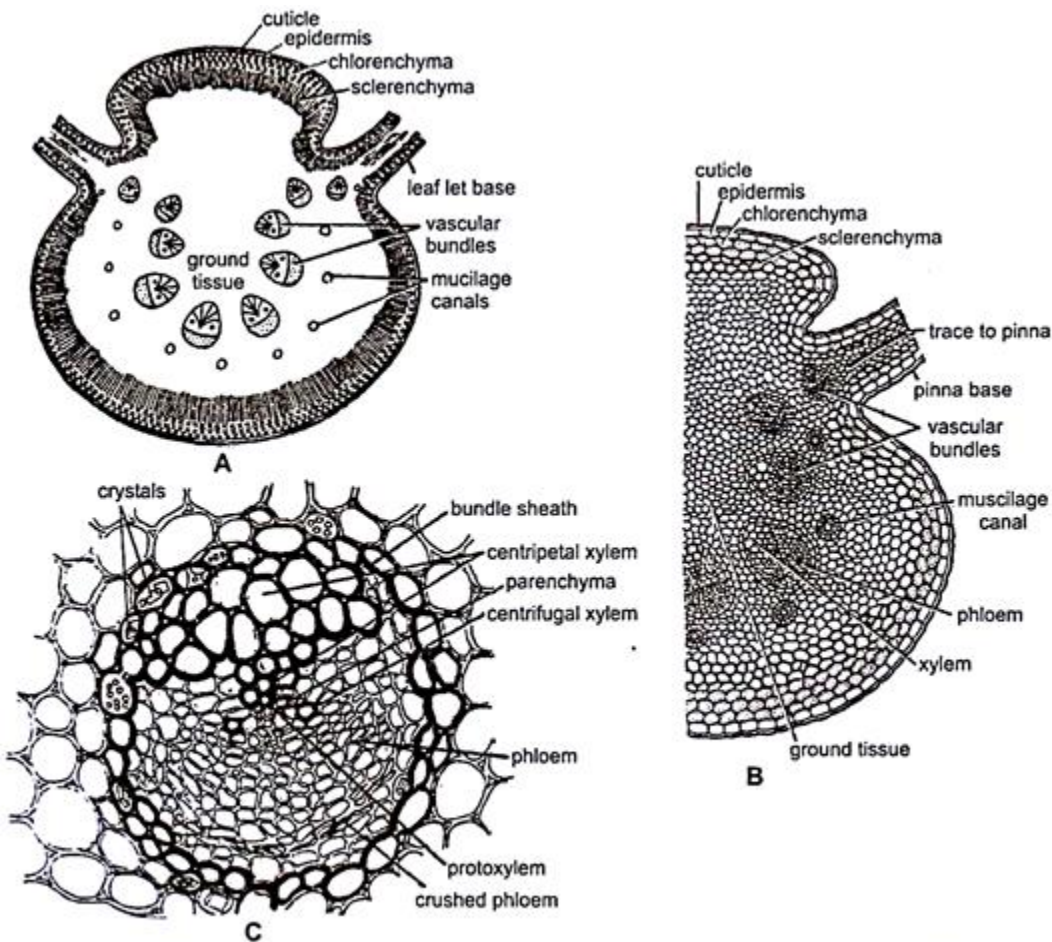 cuticle
epidermis
chlorenchyma
sclerenchyma
leaf let base
vascular
bundles
ground
tissue
mucilage
canals
A
cuticle
epidermis
chlorenchyma
sclerenchyma
trace to pinna
pinna base
vascular
bundles
muscilage
canal
phloem
xylem
ground tissue
B
crystals
bundle sheath
centripetal xylem
parenchyma
centrifugal xylem
phloem
protoxylem
crushed phloem
C